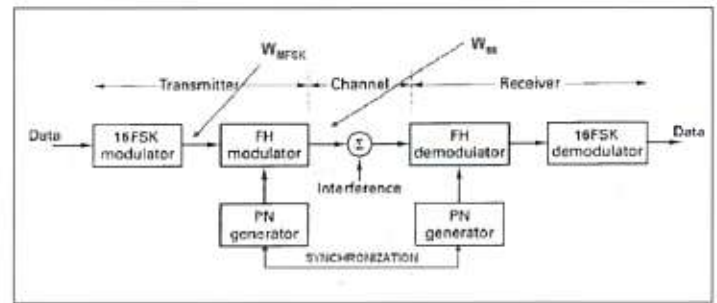 W_MFSK
W_ss
Transmitter
Channel
Receiver
Data
16FSK
modulator
FH
modulator
Σ
Interference
FH
demodulator
16FSK
demodulator
Data
PN
generator
PN
generator
SYNCHRONIZATION